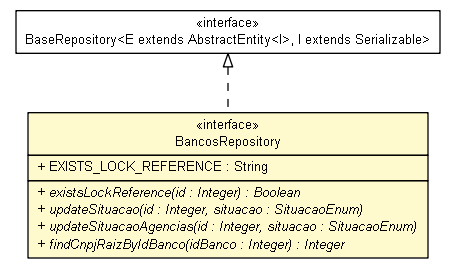 «interface»
BaseRepository<E extends AbstractEntity<I>, I extends Serializable>
«interface»
BancosRepository
+ EXISTS_LOCK_REFERENCE : String
+ existsLockReference(id : Integer) : Boolean
+ updateSituacao(id : Integer, situacao : SituacaoEnum)
+ updateSituacaoAgencias(id : Integer, situacao : SituacaoEnum)
+ findCnpjRaizByIdBanco(idBanco : Integer) : Integer